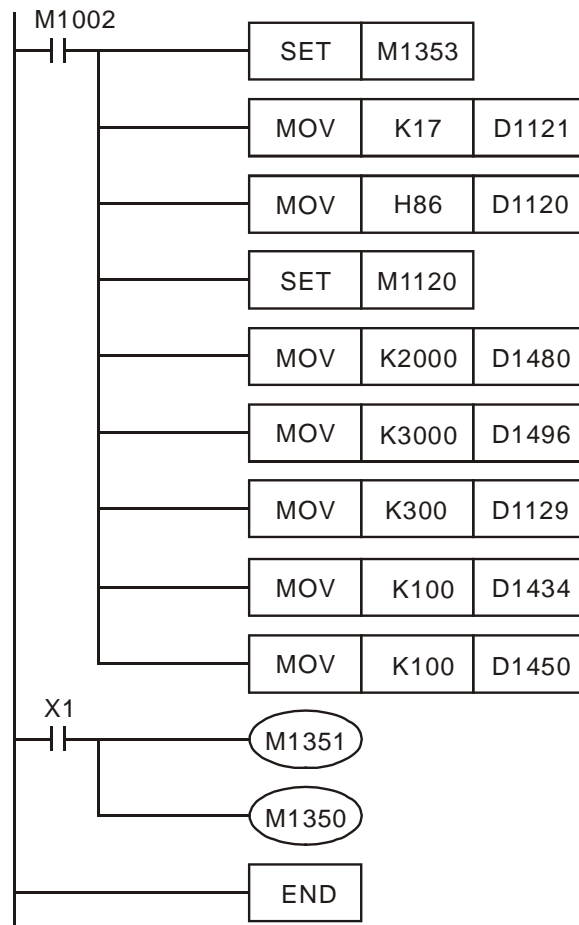 M1002
SET M1353
MOV K17 D1121
MOV H86 D1120
SET M1120
MOV K2000 D1480
MOV K3000 D1496
MOV K300 D1129
MOV K100 D1434
MOV K100 D1450
X1
M1351
M1350
END